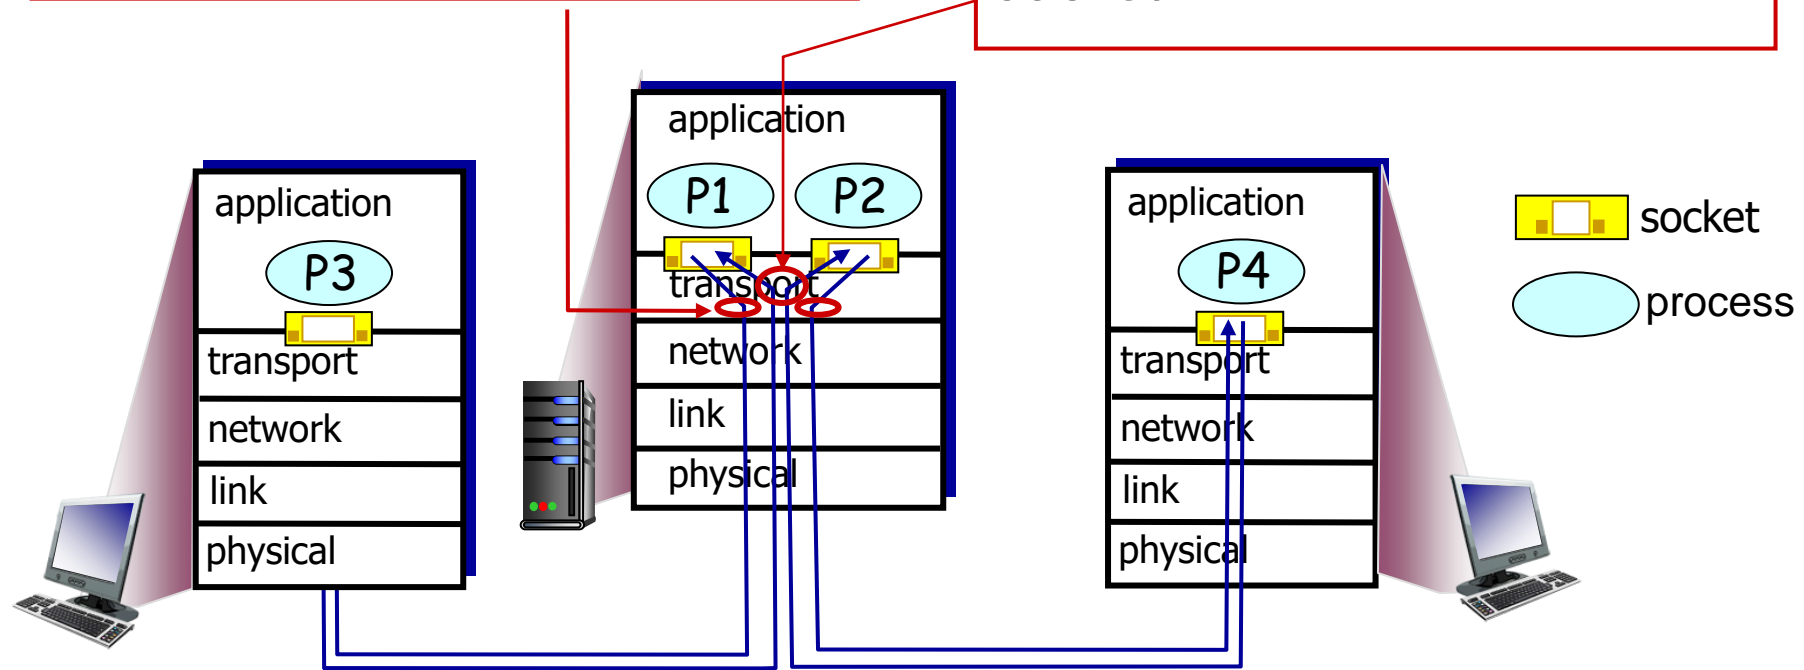 application
P1 P2
transport
network
link
physical
application
P3
transport
network
link
physical
application
P4
transport
network
link
physical
socket
process